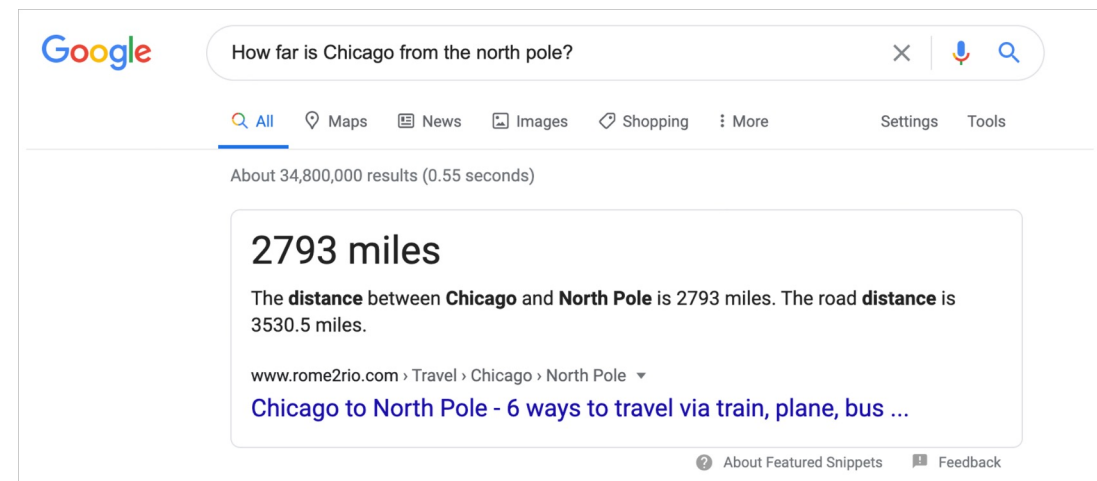 Google
How far is Chicago from the north pole?
All Maps News Images Shopping More Settings Tools
About 34,800,000 results (0.55 seconds)
2793 miles
The distance between Chicago and North Pole is 2793 miles. The road distance is
3530.5 miles.
www.rome2rio.com › Travel › Chicago › North Pole
Chicago to North Pole - 6 ways to travel via train, plane, bus ...
About Featured Snippets Feedback